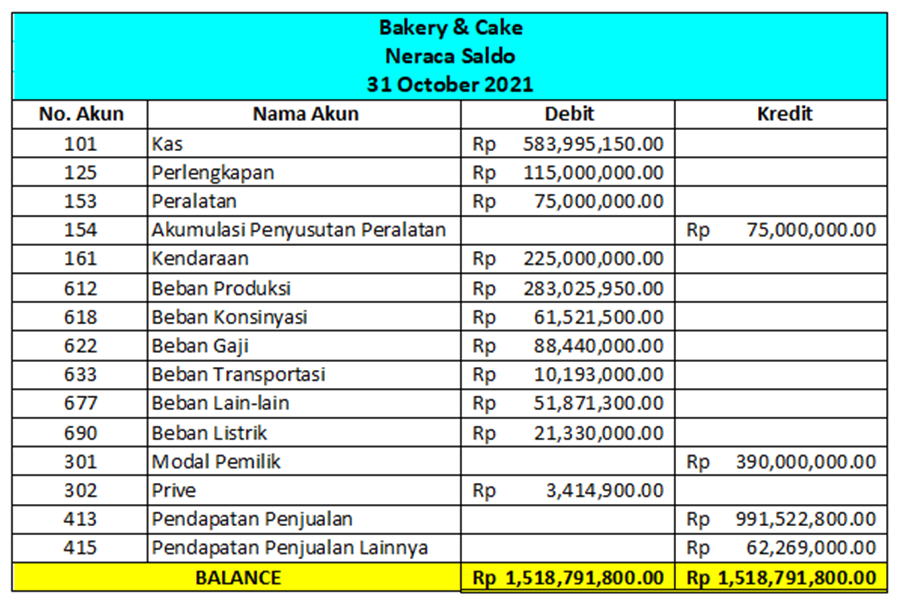 Bakery & Cake
Neraca Saldo
31 October 2021
No. Akun Nama Akun Debit Kredit
101 Kas Rp 583,995,150.00
125 Perlengkapan Rp 115,000,000.00
153 Peralatan Rp 75,000,000.00
154 Akumulasi Penyusutan Peralatan Rp 75,000,000.00
161 Kendaraan Rp 225,000,000.00
612 Beban Produksi Rp 283,025,950.00
618 Beban Konsinyasi Rp 61,521,500.00
622 Beban Gaji Rp 88,440,000.00
633 Beban Transportasi Rp 10,193,000.00
677 Beban Lain-lain Rp 51,871,300.00
690 Beban Listrik Rp 21,330,000.00
301 Modal Pemilik Rp 390,000,000.00
302 Prive Rp 3,414,900.00
413 Pendapatan Penjualan Rp 991,522,800.00
415 Pendapatan Penjualan Lainnya Rp 62,269,000.00
BALANCE Rp 1,518,791,800.00 Rp 1,518,791,800.00